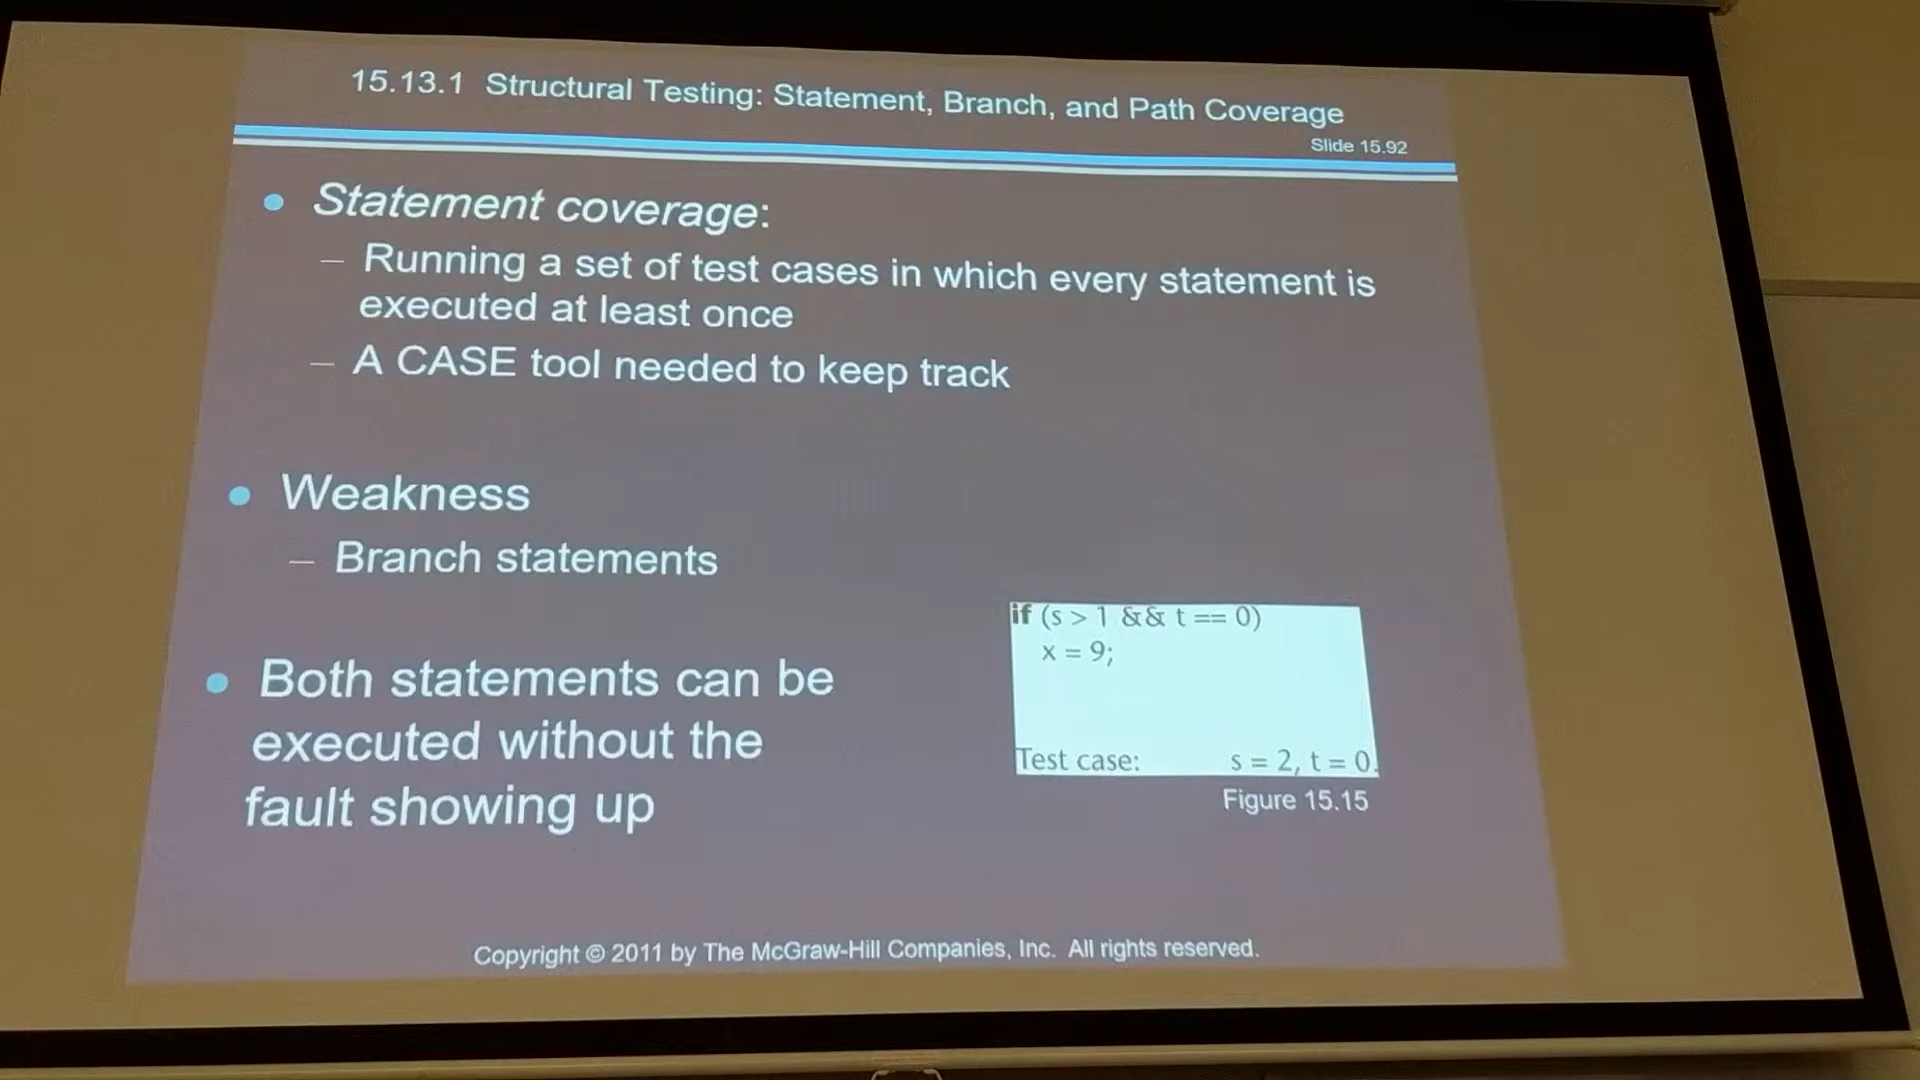 15.13.1 Structural Testing: Statement, Branch, and Path Coverage
Slide 15.92
• Statement coverage:
– Running a set of test cases in which every statement is
executed at least once
– A CASE tool needed to keep track
• Weakness
– Branch statements
• Both statements can be
executed without the
fault showing up
if (s > 1 && t == 0)
x = 9;
Test case: s = 2, t = 0.
Figure 15.15
Copyright © 2011 by The McGraw-Hill Companies, Inc. All rights reserved.